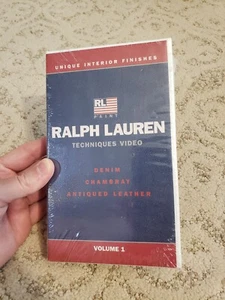 UNIQUE INTERIOR FINISHES
RL
PAINT
RALPH LAUREN
TECHNIQUES VIDEO
DENIM
CHAMBRAY
ANTIQUED LEATHER
VOLUME 1